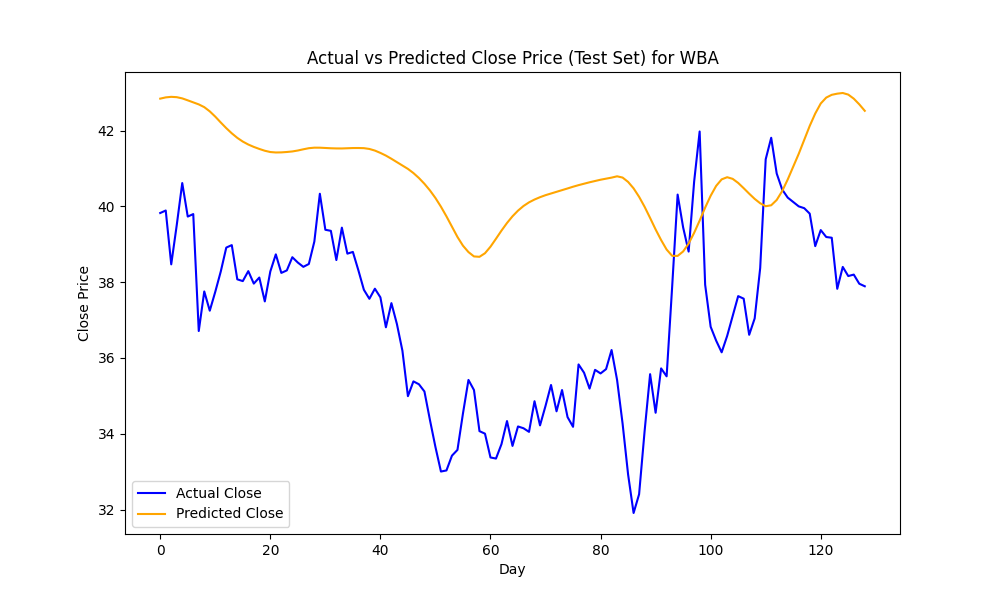 Actual vs Predicted Close Price (Test Set) for WBA
Close Price
42
40
38
36
34
32
Actual Close
Predicted Close
0 20 40 60 80 100 120
Day